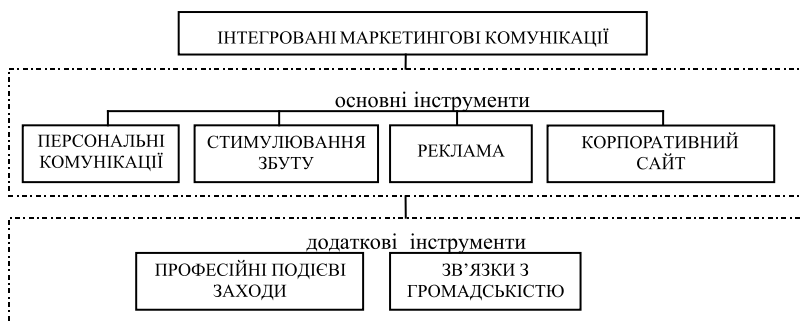 ІНТЕГРОВАНІ МАРКЕТИНГОВІ КОМУНІКАЦІЇ
основні інструменти
ПЕРСОНАЛЬНІ
КОМУНІКАЦІЇ
СТИМУЛЮВАННЯ
ЗБУТУ
РЕКЛАМА
КОРПОРАТИВНИЙ
САЙТ
додаткові інструменти
ПРОФЕСІЙНІ ПОДІЄВІ
ЗАХОДИ
ЗВ’ЯЗКИ З
ГРОМАДСЬКІСТЮ